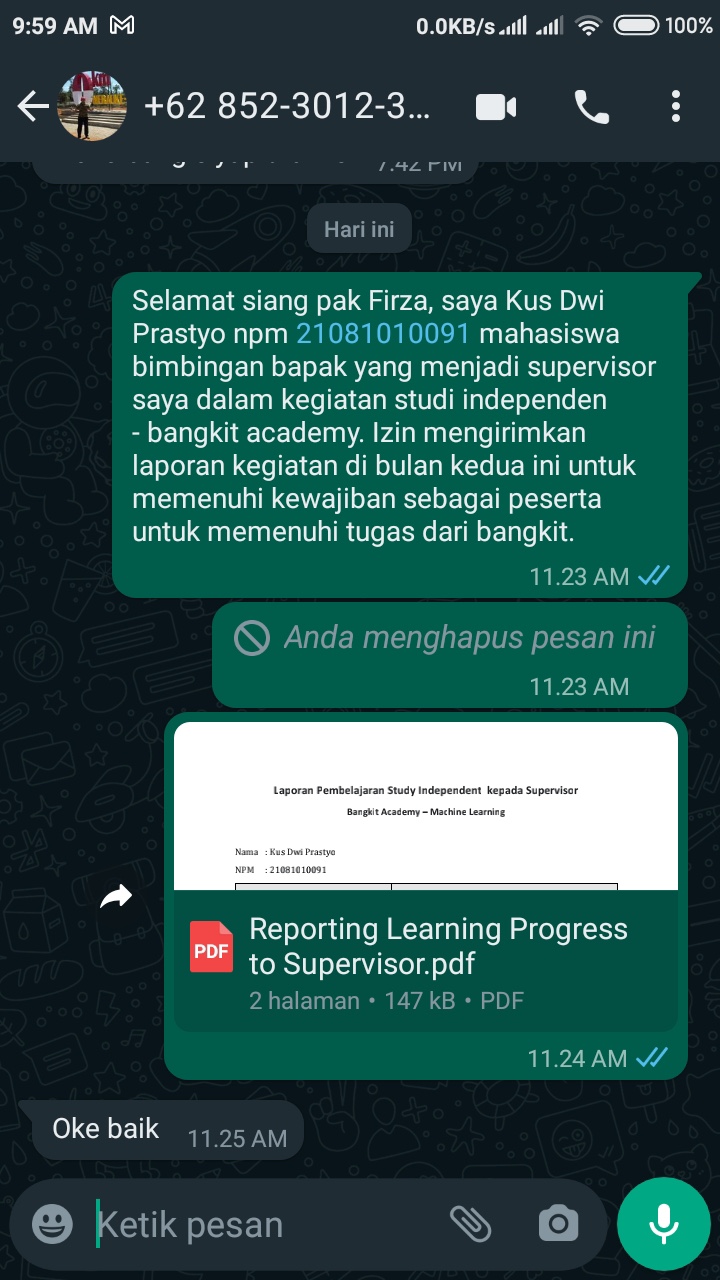 9:59 AM
0.0KB/s
100%
+62 852-3012-3...
7:42 PM
Hari ini
Selamat siang pak Firza, saya Kus Dwi
Prastyo npm 21081010091 mahasiswa
bimbingan bapak yang menjadi supervisor
saya dalam kegiatan studi independen
- bangkit academy. Izin mengirimkan
laporan kegiatan di bulan kedua ini untuk
memenuhi kewajiban sebagai peserta
untuk memenuhi tugas dari bangkit.
11.23 AM
Anda menghapus pesan ini
11.23 AM
Laporan Pembelajaran Study Independent kepada Supervisor
Bangkit Academy – Machine Learning
Nama : Kus Dwi Prastyo
NPM : 21081010091
PDF
Reporting Learning Progress
to Supervisor.pdf
2 halaman • 147 kB • PDF
11.24 AM
Oke baik
11.25 AM
Ketik pesan